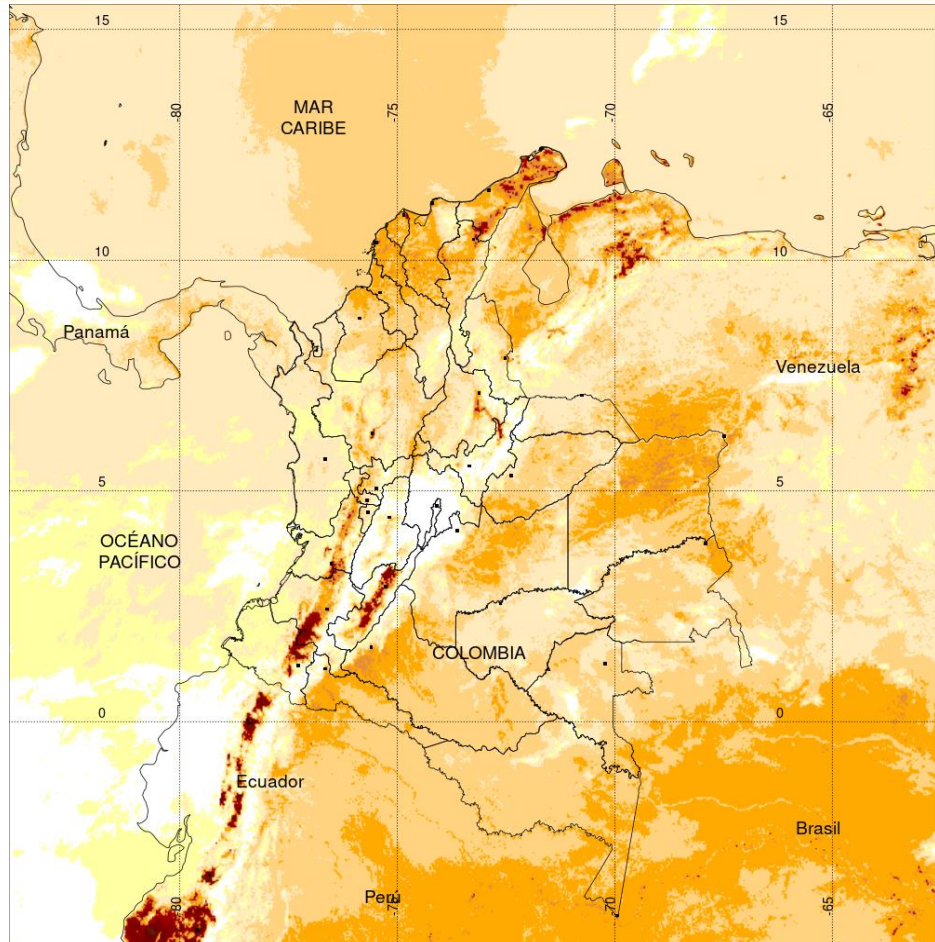 15
15
-80
-75
-70
-65
MAR
CARIBE
10
10
Panamá
Venezuela
5
5
OCÉANO
PACÍFICO
COLOMBIA
0
0
Ecuador
Brasil
Perú
-80
-75
-70
-65